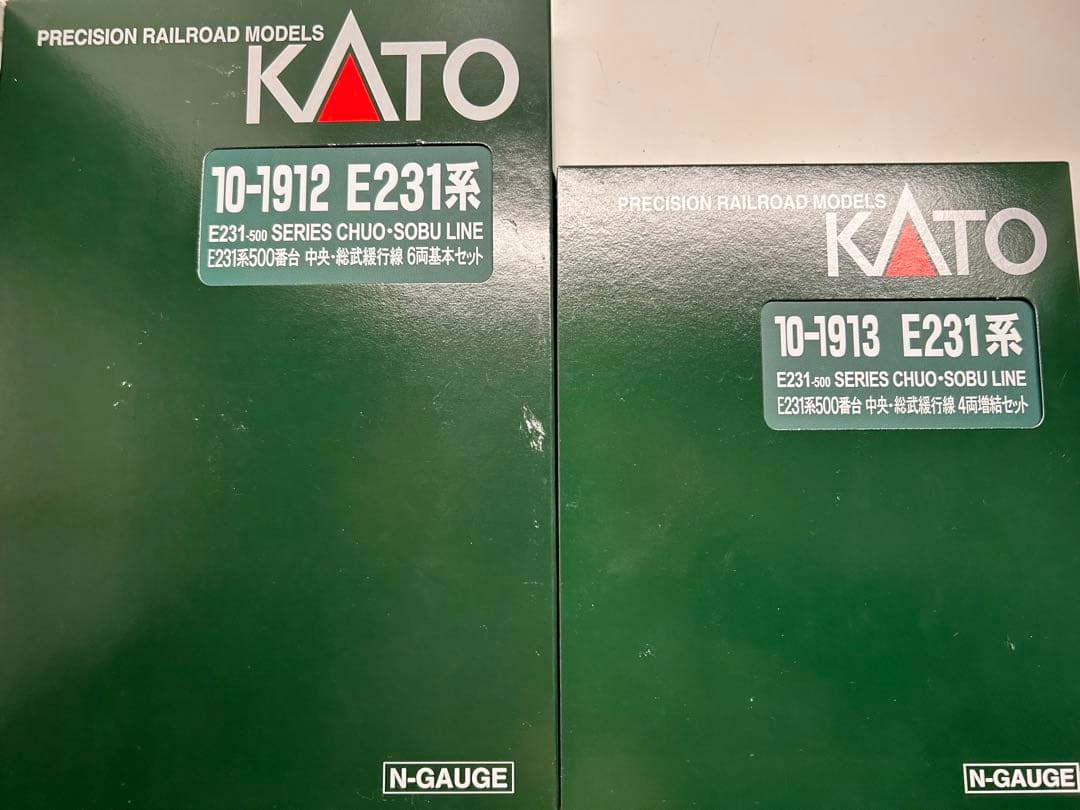 PRECISION RAILROAD MODELS
KATO
10-1912 E231系
E231-500 SERIES CHUO•SOBU LINE
E231系500番台 中央・総武緩行線 6両基本セット
N-GAUGE
PRECISION RAILROAD MODELS
KATO
10-1913 E231系
E231-500 SERIES CHUO•SOBU LINE
E231系500番台 中央・総武緩行線 4両増結セット
N-GAUGE